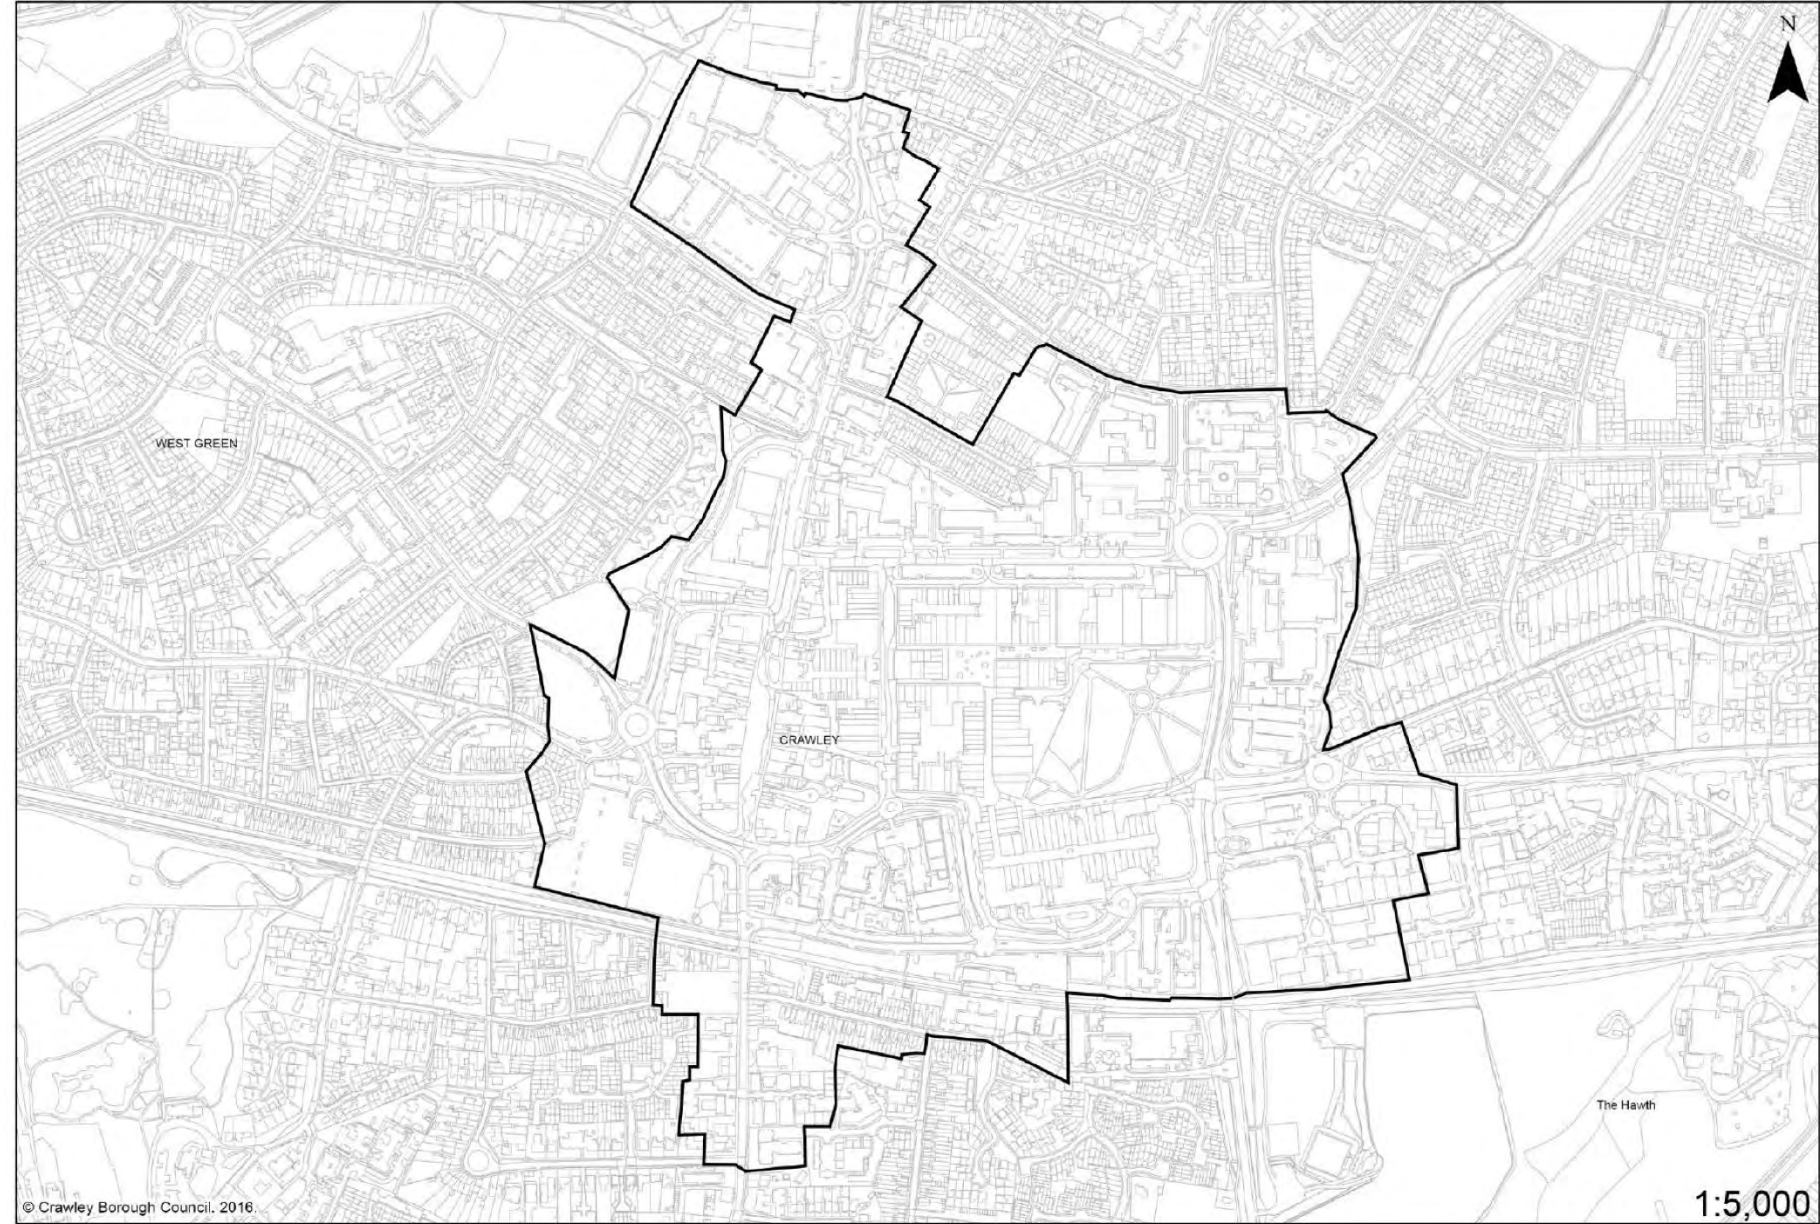 N
WEST GREEN
CRAWLEY
The Hawth
© Crawley Borough Council. 2016.
1:5,000